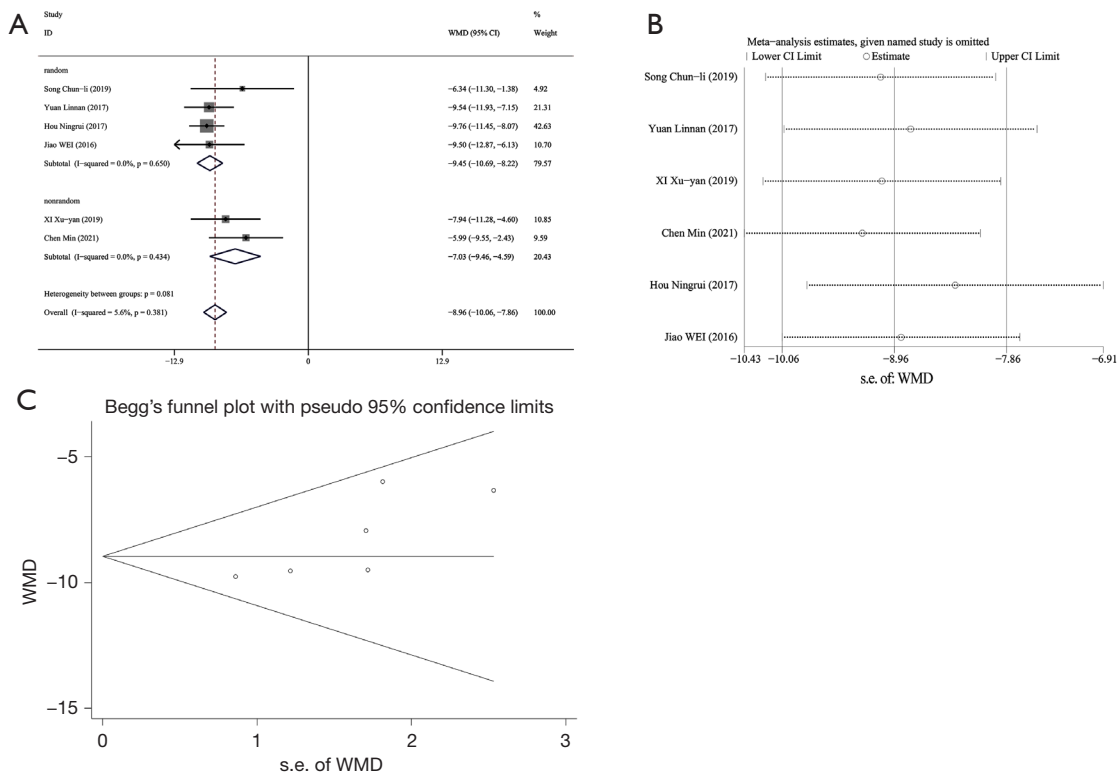 A
Study %
ID WMD (95% CI) Weight
random
Song Chun−li (2019) −6.34 (−11.30, −1.38) 4.92
Yuan Linnan (2017) −9.54 (−11.93, −7.15) 21.31
Hou Ningrui (2017) −9.76 (−11.45, −8.07) 42.63
Jiao WEI (2016) −9.50 (−12.87, −6.13) 10.70
Subtotal (I−squared = 0.0%, p = 0.650) −9.45 (−10.69, −8.22) 79.57
nonrandom
XI Xu−yan (2019) −7.94 (−11.28, −4.60) 10.85
Chen Min (2021) −5.99 (−9.55, −2.43) 9.59
Subtotal (I−squared = 0.0%, p = 0.434) −7.03 (−9.46, −4.59) 20.43
Heterogeneity between groups: p = 0.081
Overall (I−squared = 5.6%, p = 0.381) −8.96 (−10.06, −7.86) 100.00
−12.9 0 12.9
B
Meta−analysis estimates, given named study is omitted
Lower CI Limit Estimate Upper CI Limit
Song Chun−li (2019)
Yuan Linnan (2017)
XI Xu−yan (2019)
Chen Min (2021)
Hou Ningrui (2017)
Jiao WEI (2016)
−10.43 −10.06 −8.96 −7.86 −6.91
s.e. of: WMD
C
Begg's funnel plot with pseudo 95% confidence limits
WMD
−5
−10
−15
0 1 2 3
s.e. of WMD